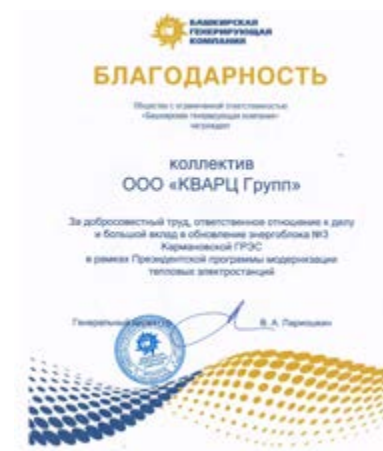 БАШКИРСКАЯ
ГЕНЕРИРУЮЩАЯ
КОМПАНИЯ
БЛАГОДАРНОСТЬ
Общество с ограниченной ответственностью
«Башкирская генерирующая компания»
награждает
коллектив
ООО «КВАРЦ Групп»
За добросовестный труд, ответственное отношение к делу
и большой вклад в обновление энергоблока №3
Кармановской ГРЭС
в рамках Президентской программы модернизации
тепловых электростанций
Генеральный директор
В. А. Парюшкин